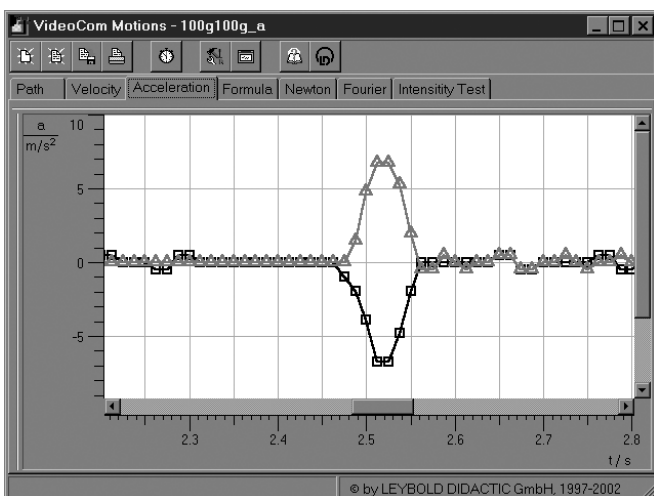 VideoCom Motions - 100g100g_a
Path Velocity Acceleration Formula Newton Fourier Intensitity Test
a
m/s²
10
5
0
-5
2.3 2.4 2.5 2.6 2.7 2.8
t / s
© by LEYBOLD DIDACTIC GmbH, 1997-2002